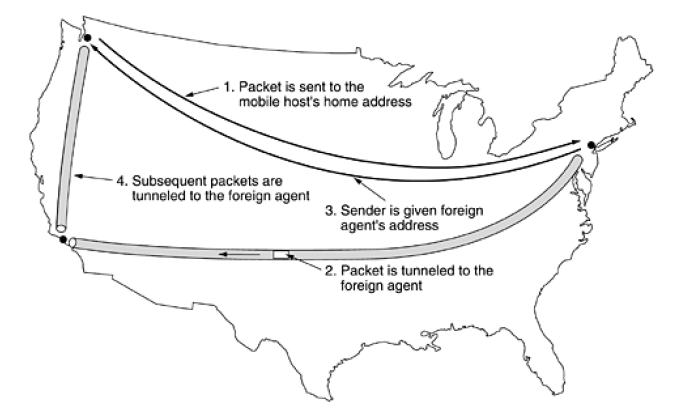 1. Packet is sent to the
mobile host's home address
4. Subsequent packets are
tunneled to the foreign agent
3. Sender is given foreign
agent's address
2. Packet is tunneled to the
foreign agent